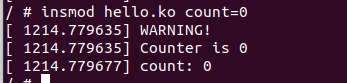 / # insmod hello.ko count=0
[ 1214.779635] WARNING!
[ 1214.779635] Counter is 0
[ 1214.779677] count: 0
/ #